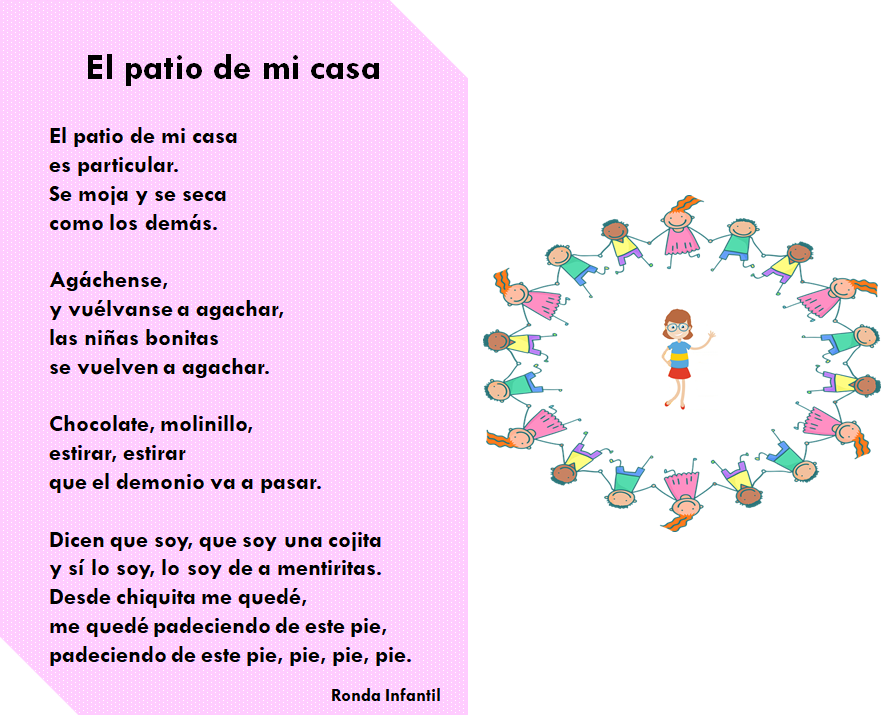 El patio de mi casa
El patio de mi casa
es particular.
Se moja y se seca
como los demás.
Agáchense,
y vuélvanse a agachar,
las niñas bonitas
se vuelven a agachar.
Chocolate, molinillo,
estirar, estirar
que el demonio va a pasar.
Dicen que soy, que soy una cojita
y sí lo soy, lo soy de a mentiritas.
Desde chiquita me quedé,
me quedé padeciendo de este pie,
padeciendo de este pie, pie, pie, pie.
Ronda Infantil